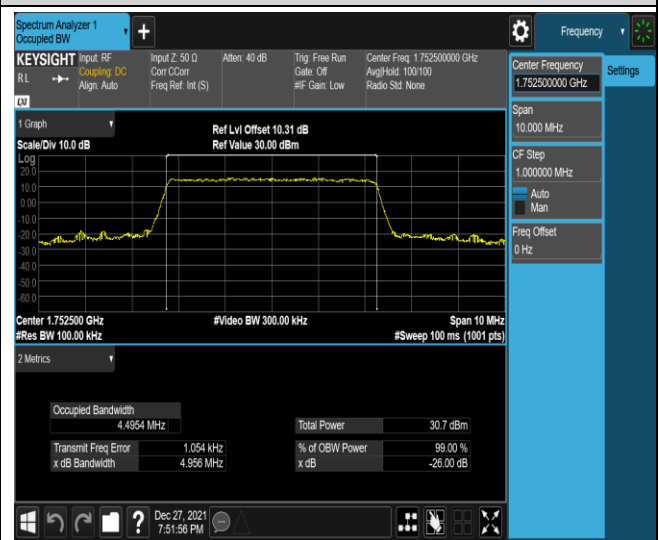 Spectrum Analyzer 1
Occupied BW
▼
+
Frequency
▼
KEYSIGHT
R L
LXI
Input: RF
Coupling: DC
Align: Auto
Input Z: 50 Ω
Corr CCorr
Freq Ref: Int (S)
Atten: 40 dB
Trig: Free Run
Gate: Off
#IF Gain: Low
Center Freq: 1.752500000 GHz
Avg|Hold: 100/100
Radio Std: None
Center Frequency
1.752500000 GHz
Settings
Span
10.000 MHz
CF Step
1.000000 MHz
Auto
Man
Freq Offset
0 Hz
1 Graph
▼
Scale/Div 10.0 dB
Ref Lvl Offset 10.31 dB
Ref Value 30.00 dBm
Log
20.0
10.0
0.00
-10.0
-20.0
-30.0
-40.0
-50.0
-60.0
Center 1.752500 GHz
#Video BW 300.00 kHz
Span 10 MHz
#Res BW 100.00 kHz
#Sweep 100 ms (1001 pts)
2 Metrics
▼
Occupied Bandwidth
4.4954 MHz
Total Power 30.7 dBm
Transmit Freq Error 1.054 kHz
% of OBW Power 99.00 %
x dB Bandwidth 4.956 MHz
x dB -26.00 dB
?
Dec 27, 2021
7:51:56 PM